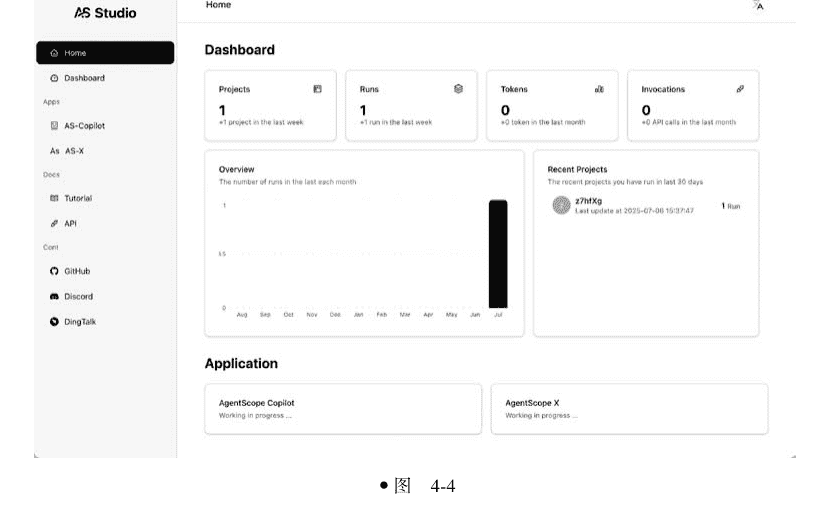 AS Studio
Home
Dashboard
Apps
AS-Copilot
As AS-X
Docs
Tutorial
API
Cont
GitHub
Discord
DingTalk
Home
Dashboard
Projects
1
+1 project in the last week
Runs
1
+1 run in the last week
Tokens
0
+0 token in the last month
Invocations
0
+0 API calls in the last month
Overview
The number of runs in the last each month
1
0.5
0
Aug Sep Oct Nov Dec Jan Feb Mar Apr May Jun Jul
Recent Projects
The recent projects you have run in last 30 days
z7hfXg
Last update at 2025-07-06 15:37:47
1 Run
Application
AgentScope Copilot
Working in progress ...
AgentScope X
Working in progress ...
●图 4-4